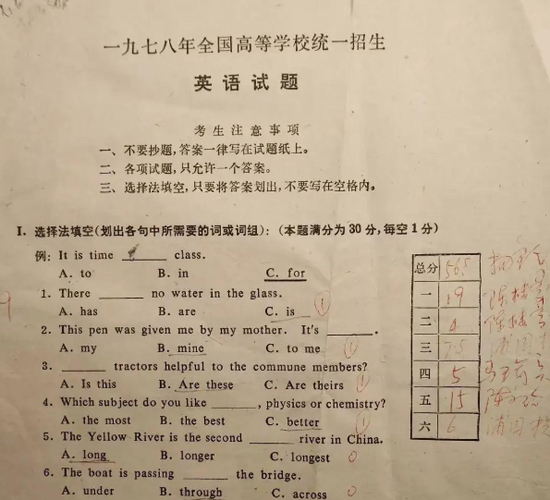 一九七八年全国高等学校统一招生
英语试题
考生注意事项
一、不要抄题,答案一律写在试题纸上。
二、各项试题,只允许一个答案。
三、选择法填空,只要将答案划出,不要写在空格内。
I. 选择法填空(划出各句中所需要的词或词组):(本题满分为30分,每空1分)
例: It is time ______ class.
A. to B. in C. for
1. There ______ no water in the glass.
A. has B. are C. is
2. This pen was given me by my mother. It's ______.
A. my B. mine C. to me
3. ______ tractors helpful to the commune members?
A. Is this B. Are these C. Are theirs
4. Which subject do you like ______, physics or chemistry?
A. the most B. the best C. better
5. The Yellow River is the second ______ river in China.
A. long B. longer C. longest
6. The boat is passing ______ the bridge.
A. under B. through C. across
总分 56.5
一 19
二 4
三 7.5
四 5
五 15
六 6